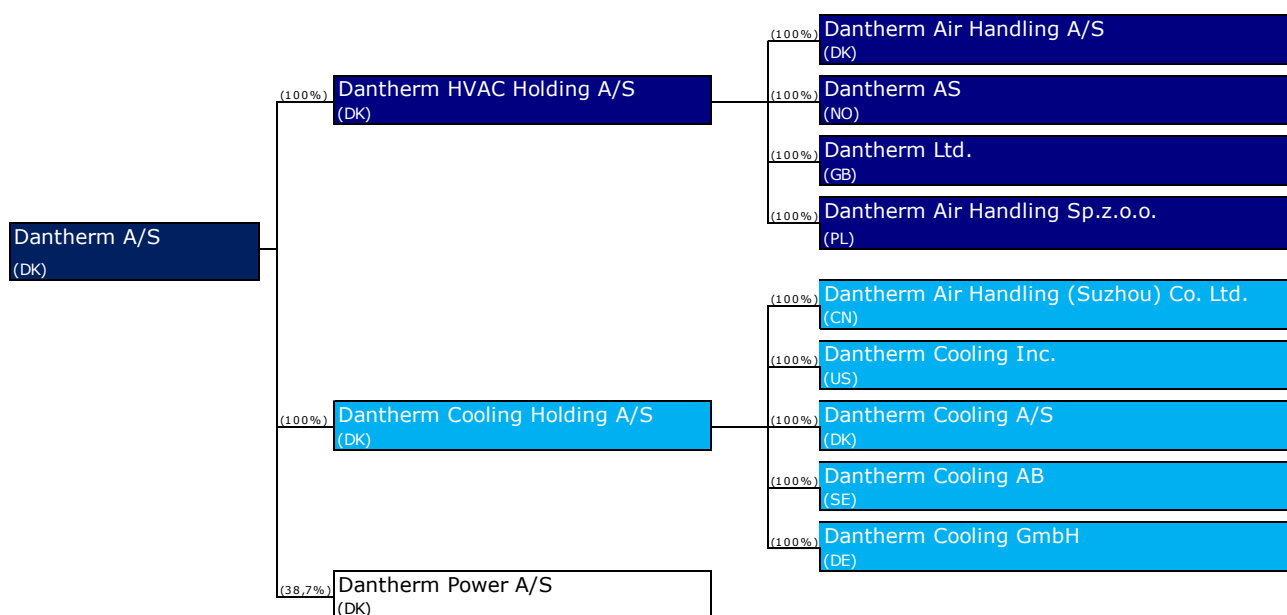 (100%)
Dantherm Air Handling A/S
(DK)
(100%)
Dantherm HVAC Holding A/S
(DK)
(100%)
Dantherm AS
(NO)
(100%)
Dantherm Ltd.
(GB)
(100%)
Dantherm Air Handling Sp.z.o.o.
(PL)
Dantherm A/S
(DK)
(100%)
Dantherm Air Handling (Suzhou) Co. Ltd.
(CN)
(100%)
Dantherm Cooling Inc.
(US)
(100%)
Dantherm Cooling Holding A/S
(DK)
(100%)
Dantherm Cooling A/S
(DK)
(100%)
Dantherm Cooling AB
(SE)
(100%)
Dantherm Cooling GmbH
(DE)
(38,7%)
Dantherm Power A/S
(DK)